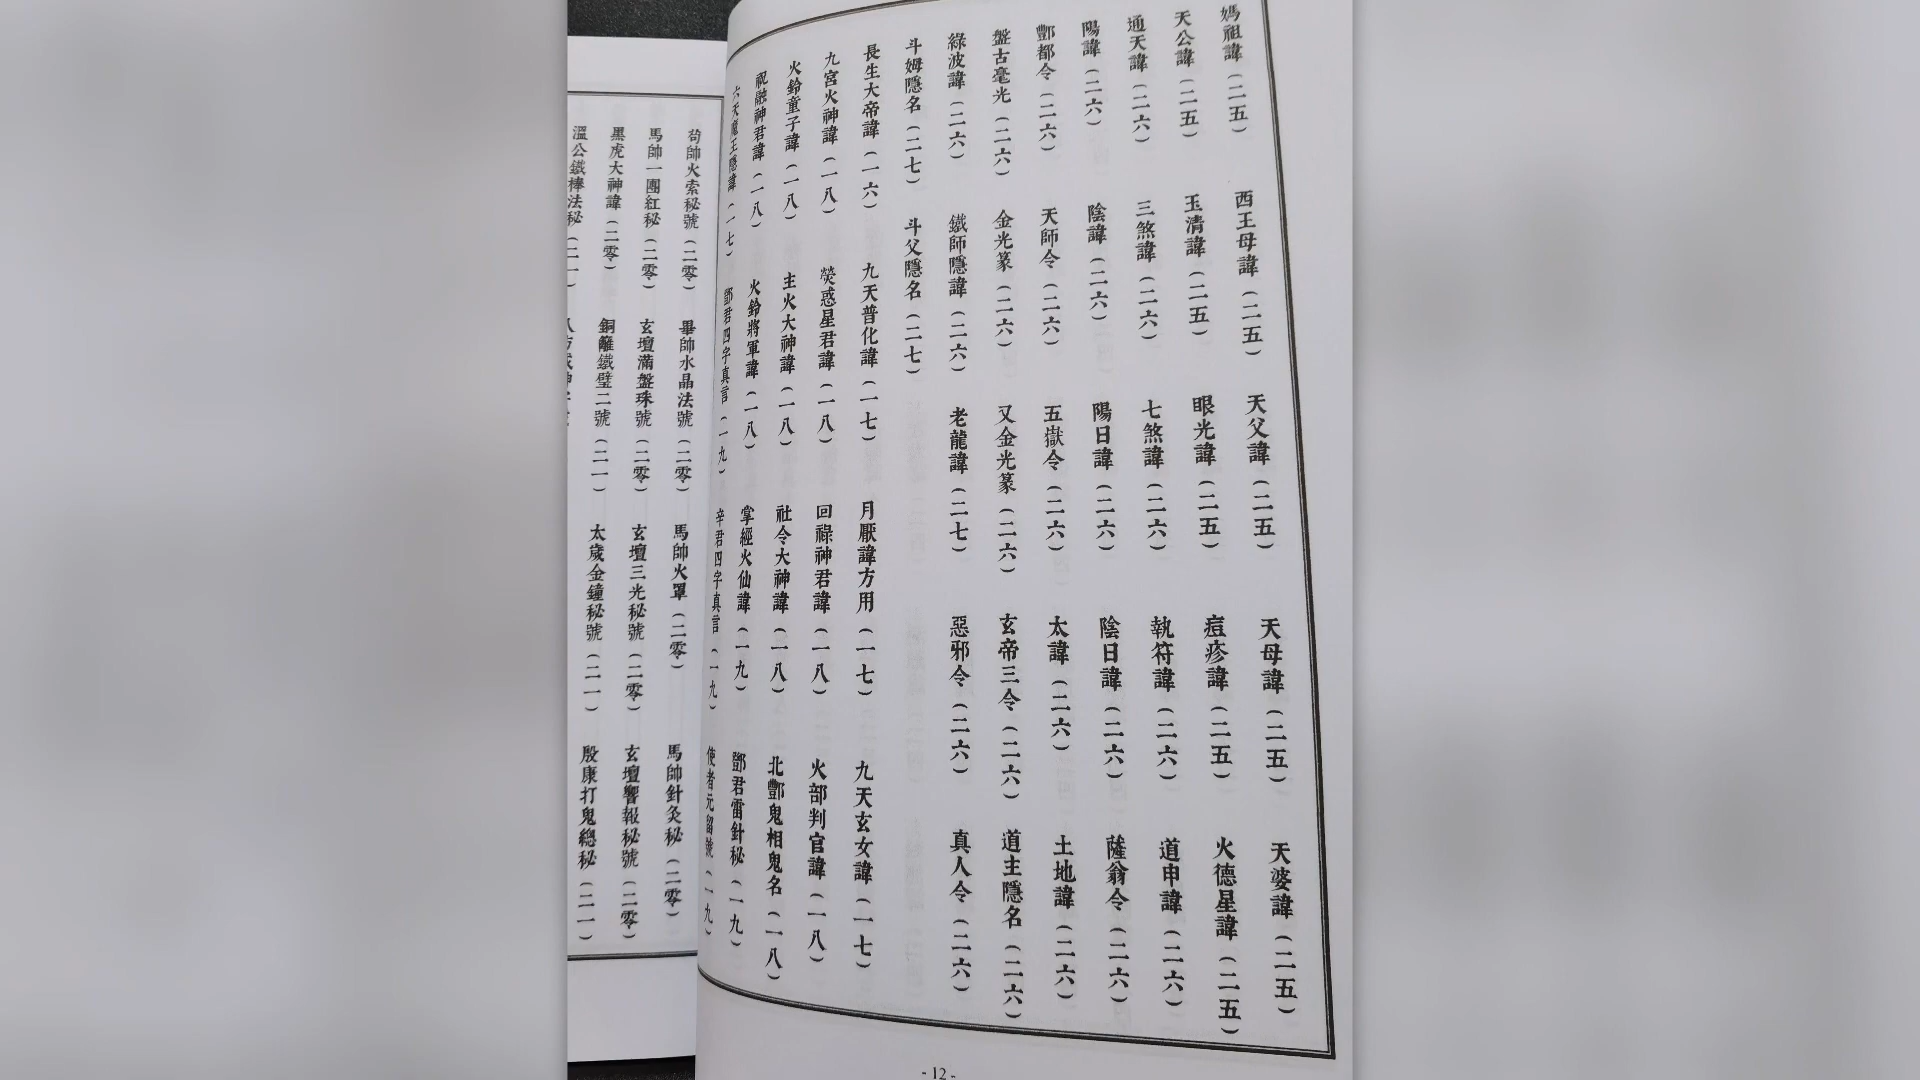 媽祖諱（二五） 西王母諱（二五） 天父諱（二五） 天母諱（二五） 天婆諱（二五）
天公諱（二五） 玉清諱（二五） 眼光諱（二五） 痘疹諱（二五） 火德星諱（二五）
通天諱（二六） 三煞諱（二六） 七煞諱（二六） 執符諱（二六） 道申諱（二六）
陽諱（二六） 陰諱（二六） 陽日諱（二六） 陰日諱（二六） 薩翁令（二六）
酆都令（二六） 天師令（二六） 五嶽令（二六） 太諱（二六） 土地諱（二六）
盤古毫光（二六） 金光篆（二六） 又金光篆（二六） 玄帝三令（二六） 道主隱名（二六）
綠波諱（二六） 鐵師隱諱（二六） 老龍諱（二七） 惡邪令（二六） 真人令（二六）
斗姆隱名（二七） 斗父隱名（二七）
長生大帝諱（一六） 九天普化諱（一七） 月厭諱方用（一七） 九天玄女諱（一七）
九宮火神諱（一八） 熒惑星君諱（一八） 回祿神君諱（一八） 火部判官諱（一八）
火鈴童子諱（一八） 主火大神諱（一八） 社令大神諱（一八） 北酆鬼相鬼名（一八）
祝融神君諱（一八） 火鈴將軍諱（一八） 掌經火仙諱（一九） 鄧君雷針秘（一九）
六天魔王隱諱（一七） 鄧君四字真言（一九） 辛君四字真言（一九） 使者元留號（一九）
- 12 -
苟帥火索秘號（二零） 畢帥水晶法號（二零） 馬帥火罩（二零） 馬帥針灸秘（二零）
馬帥一團紅秘（二零） 玄壇滿盤珠號（二零） 玄壇三光秘號（二零） 玄壇響報秘號（二零）
黑虎大神諱（二零） 銅籬鐵壁二號（二一） 太歲金鐘秘號（二一） 殷康打鬼總秘（二一）
溫公鐵棒法秘（二一）